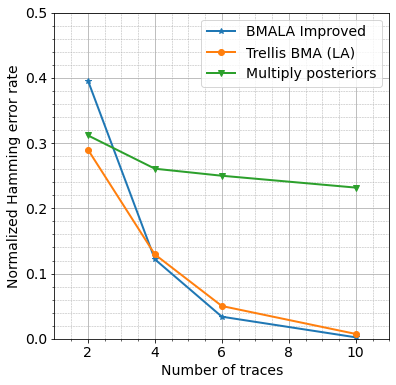 0.5
0.4
0.3
0.2
0.1
0.0
Normalized Hamming error rate
BMALA Improved
Trellis BMA (LA)
Multiply posteriors
2 4 6 8 10
Number of traces